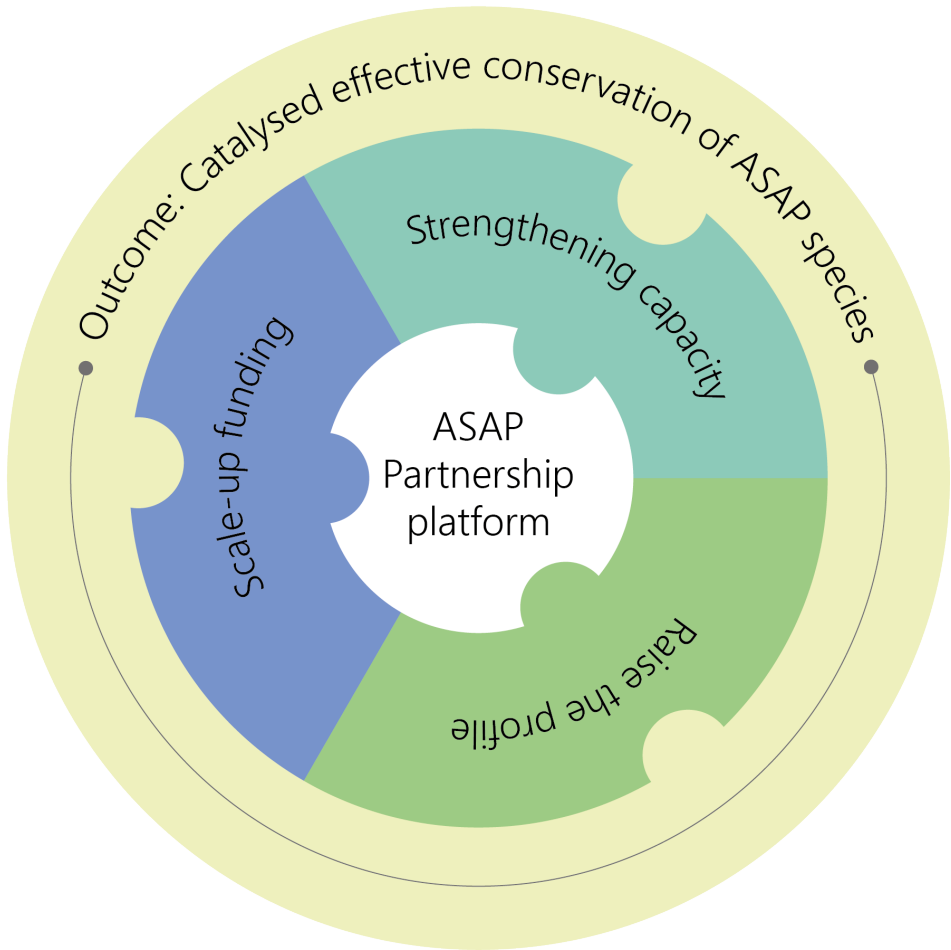 Outcome: Catalysed effective conservation of ASAP species
Strengthening capacity
Scale-up funding
ASAP
Partnership
platform
Raise the profile